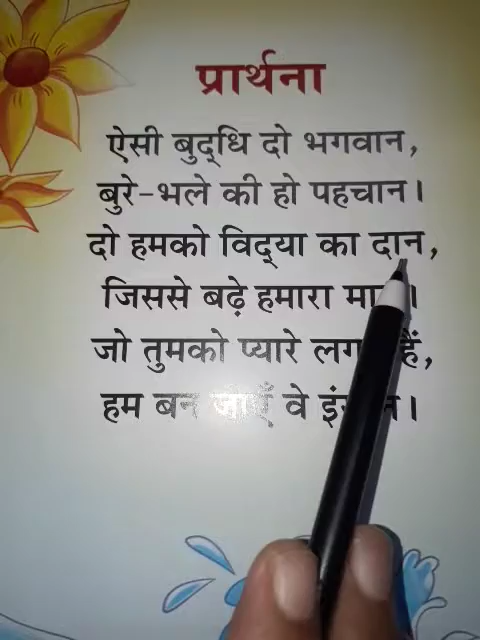 प्रार्थना
ऐसी बुद्‌धि दो भगवान,
बुरे-भले की हो पहचान।
दो हमको विद्‌या का दान,
जिससे बढ़े हमारा
जो तुमको प्यारे हैं,
हम बन जाएँ वे